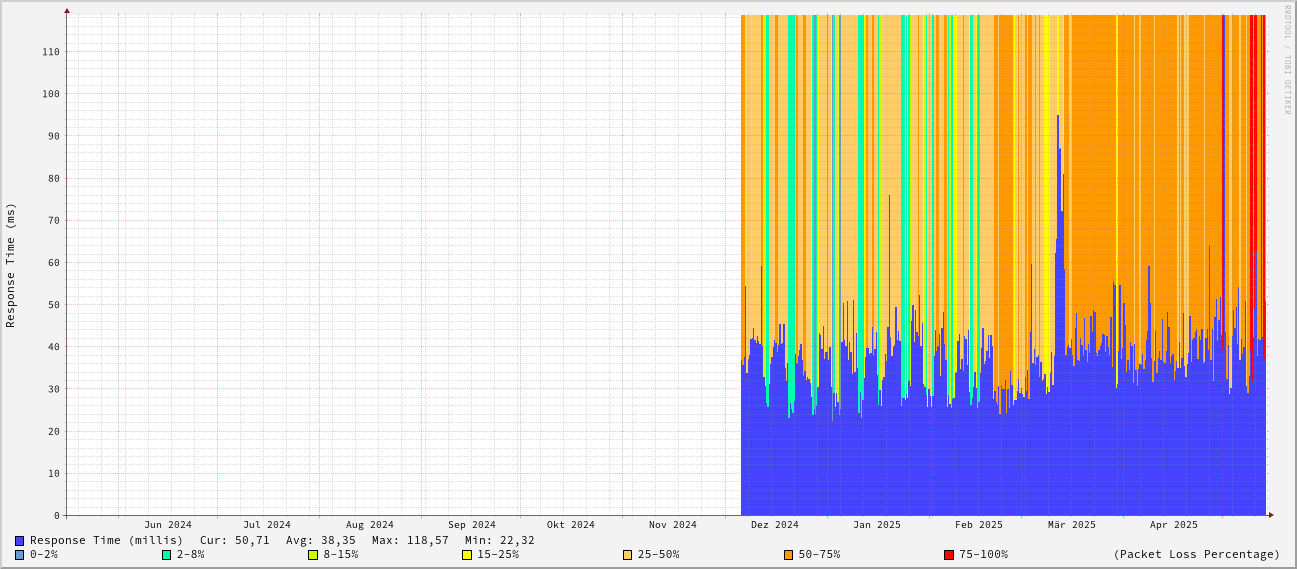 RRDTOOL / TOBI OETIKER
Response Time (ms)
110
100
90
80
70
60
50
40
30
20
10
0
Jun 2024 Jul 2024 Aug 2024 Sep 2024 Okt 2024 Nov 2024 Dez 2024 Jan 2025 Feb 2025 Mär 2025 Apr 2025
Response Time (millis) Cur: 50,71 Avg: 38,35 Max: 118,57 Min: 22,32
0-2% 2-8% 8-15% 15-25% 25-50% 50-75% 75-100% (Packet Loss Percentage)